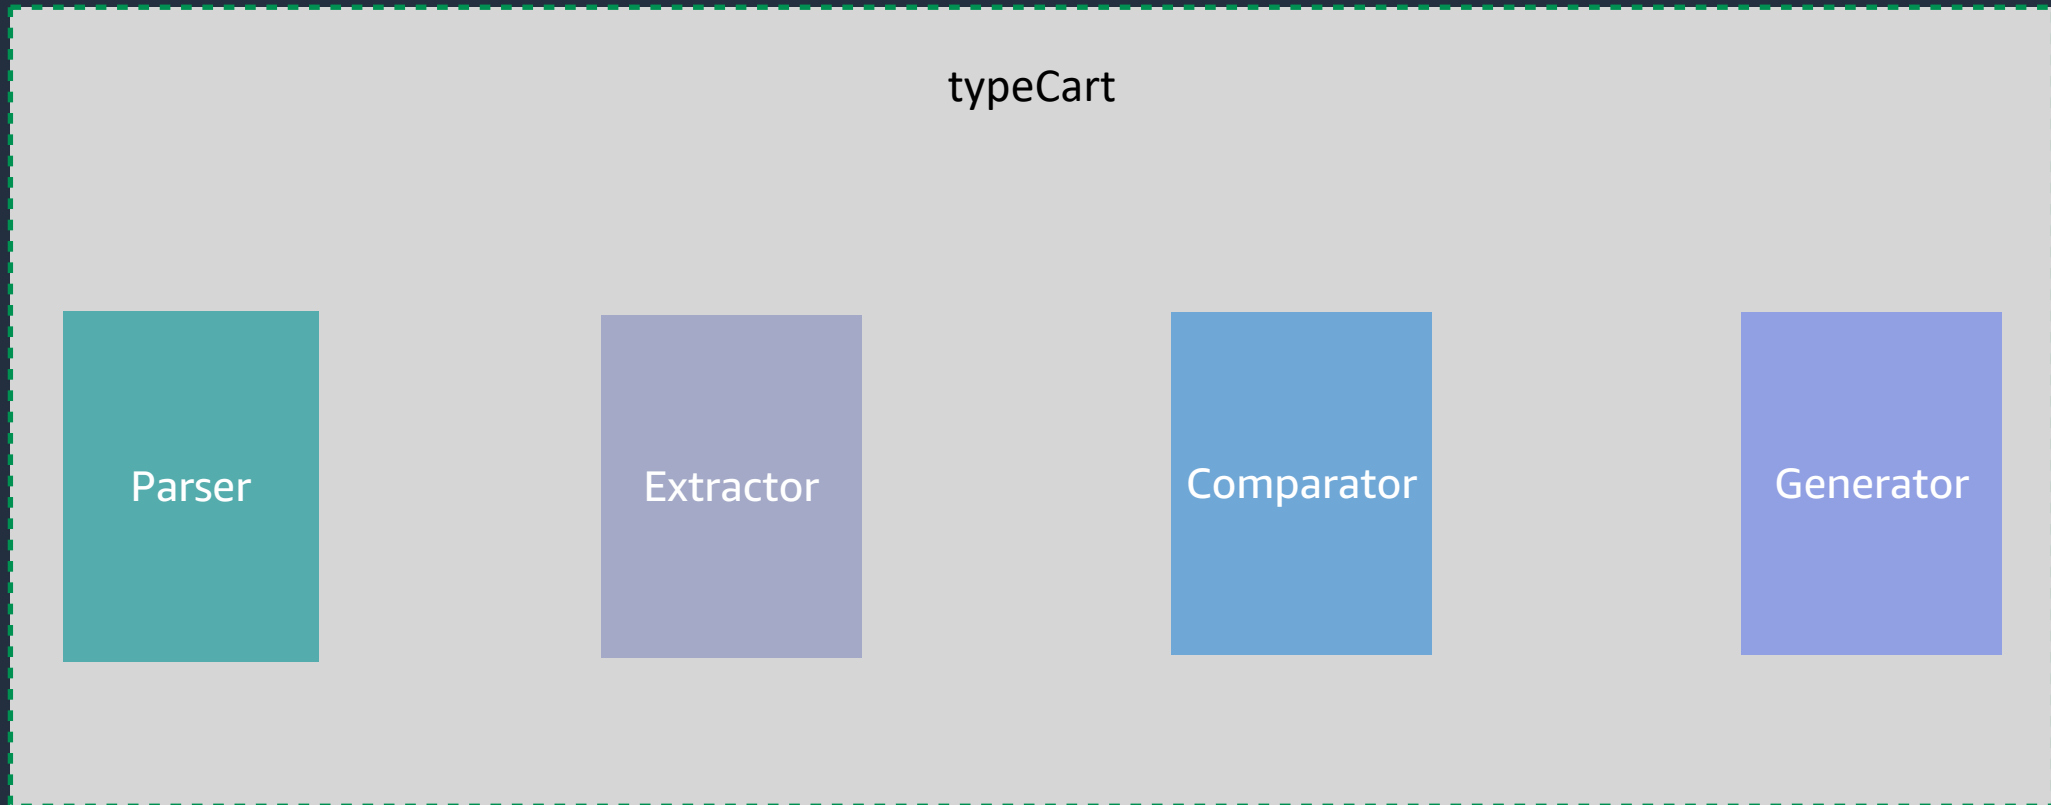 typeCart
Parser
Extractor
Comparator
Generator